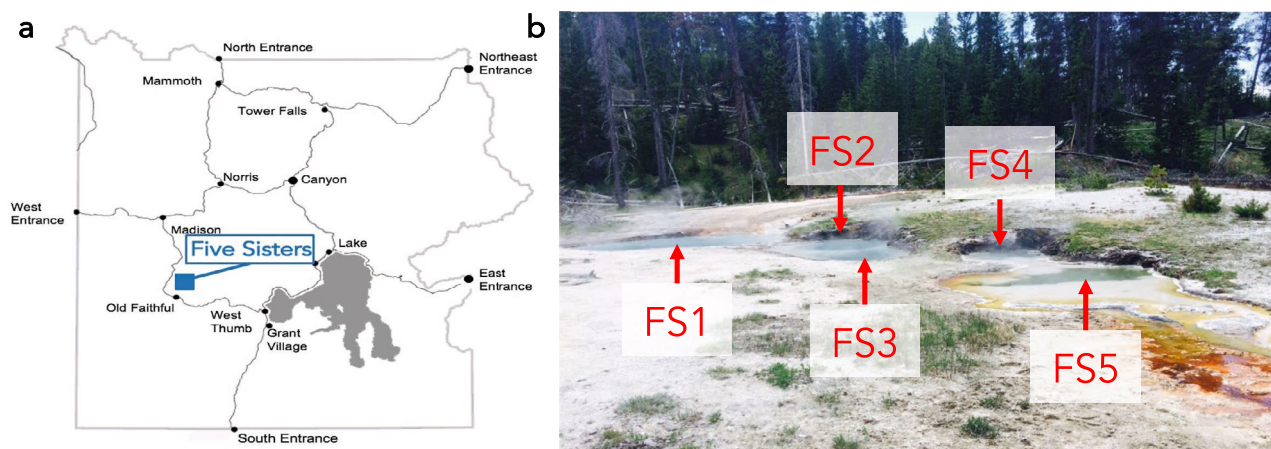 a
North Entrance
Northeast
Entrance
Mammoth
Tower Falls
Norris
Canyon
West
Entrance
Madison
Five Sisters
Lake
East
Entrance
Old Faithful
West
Thumb
Grant
Village
South Entrance
b
FS2
FS4
FS1
FS3
FS5